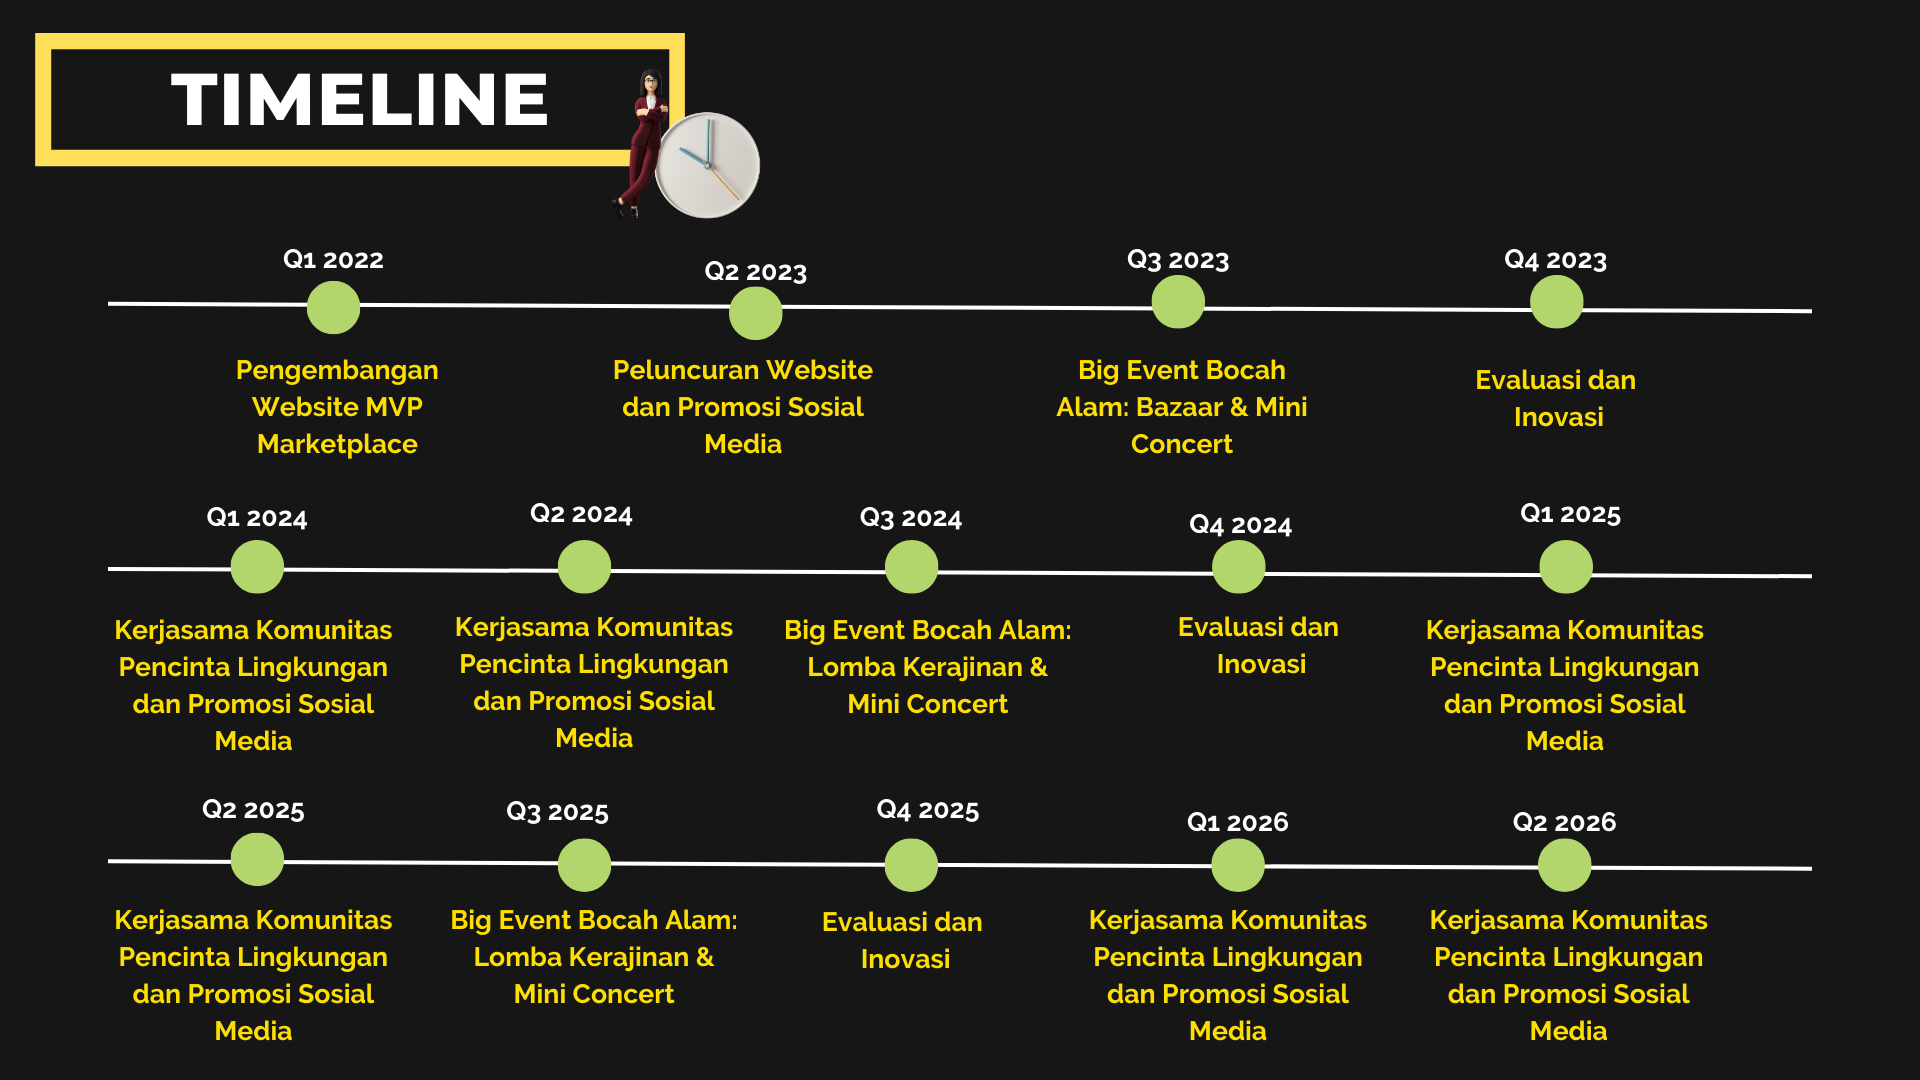 TIMELINE
Q1 2022
Pengembangan
Website MVP
Marketplace
Q2 2023
Peluncuran Website
dan Promosi Sosial
Media
Q3 2023
Big Event Bocah
Alam: Bazaar & Mini
Concert
Q4 2023
Evaluasi dan
Inovasi
Q1 2024
Kerjasama Komunitas
Pencinta Lingkungan
dan Promosi Sosial
Media
Q2 2024
Kerjasama Komunitas
Pencinta Lingkungan
dan Promosi Sosial
Media
Q3 2024
Big Event Bocah Alam:
Lomba Kerajinan &
Mini Concert
Q4 2024
Evaluasi dan
Inovasi
Q1 2025
Kerjasama Komunitas
Pencinta Lingkungan
dan Promosi Sosial
Media
Q2 2025
Kerjasama Komunitas
Pencinta Lingkungan
dan Promosi Sosial
Media
Q3 2025
Big Event Bocah Alam:
Lomba Kerajinan &
Mini Concert
Q4 2025
Evaluasi dan
Inovasi
Q1 2026
Kerjasama Komunitas
Pencinta Lingkungan
dan Promosi Sosial
Media
Q2 2026
Kerjasama Komunitas
Pencinta Lingkungan
dan Promosi Sosial
Media